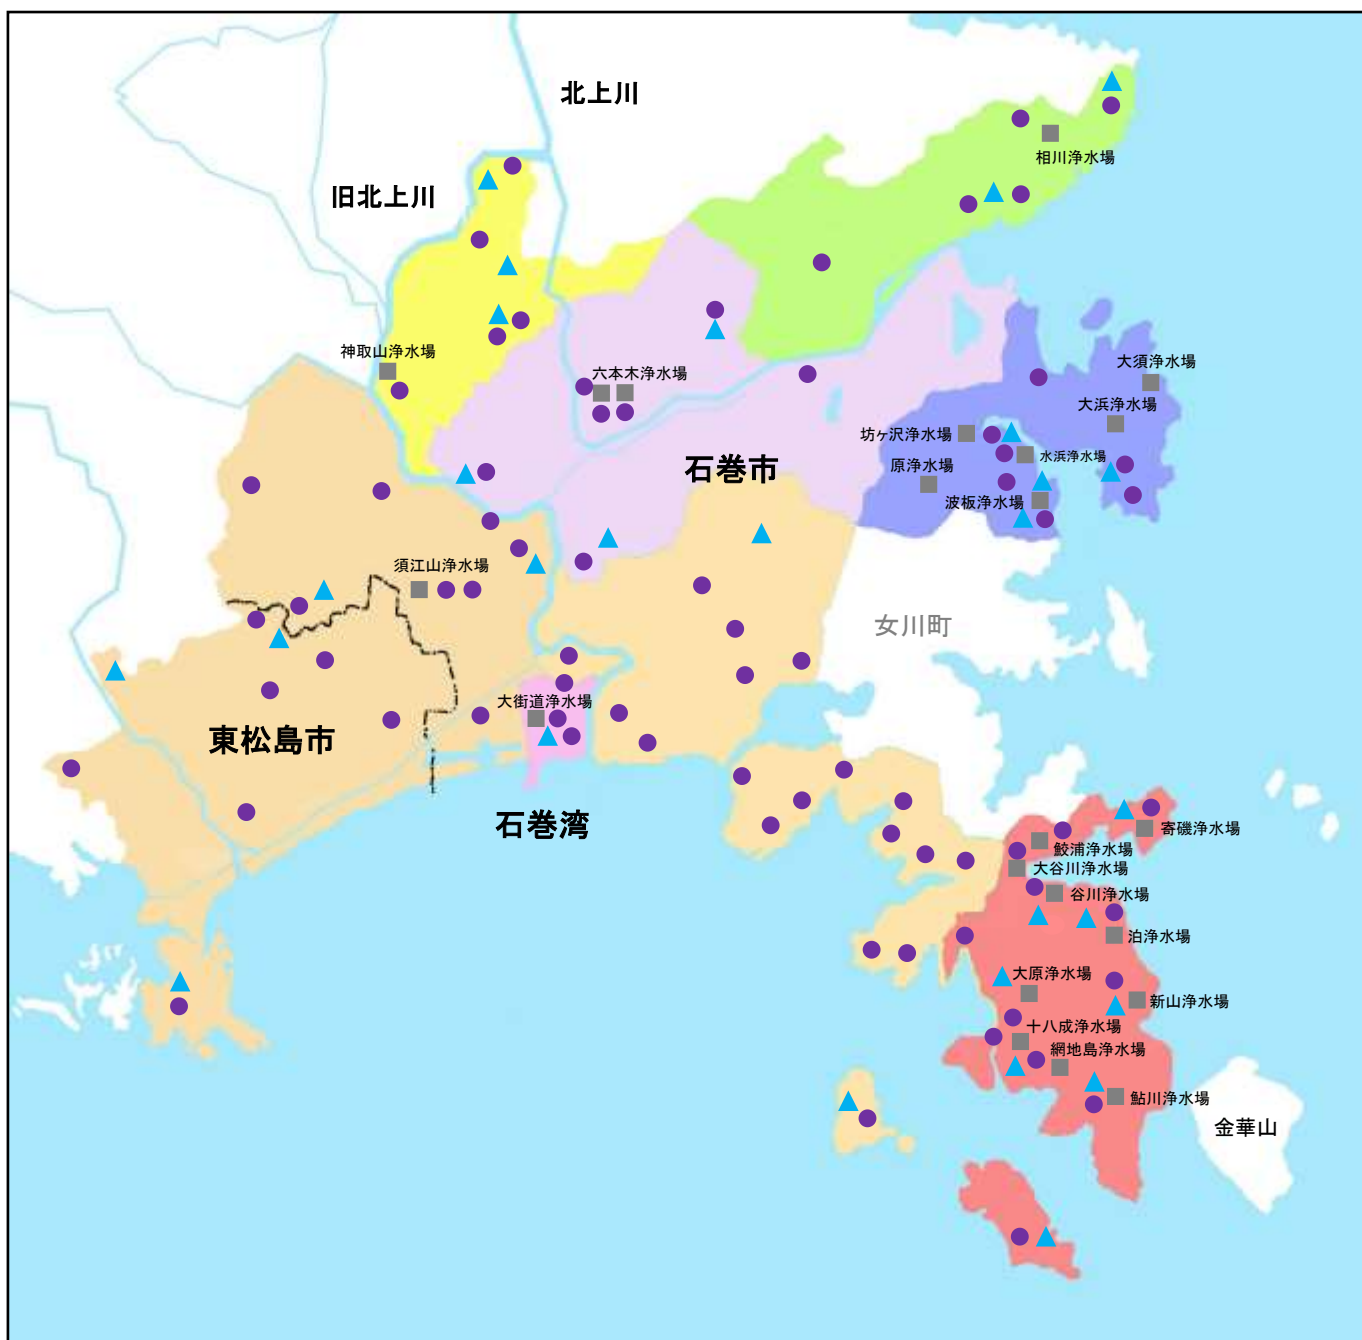 北上川
相川浄水場
旧北上川
神取山浄水場
六本木浄水場
大須浄水場
大浜浄水場
坊ヶ沢浄水場
水浜浄水場
原浄水場
波板浄水場
石巻市
須江山浄水場
女川町
大街道浄水場
東松島市
石巻湾
寄磯浄水場
鮫浦浄水場
大谷川浄水場
谷川浄水場
泊浄水場
大原浄水場
新山浄水場
十八成浄水場
網地島浄水場
鮎川浄水場
金華山